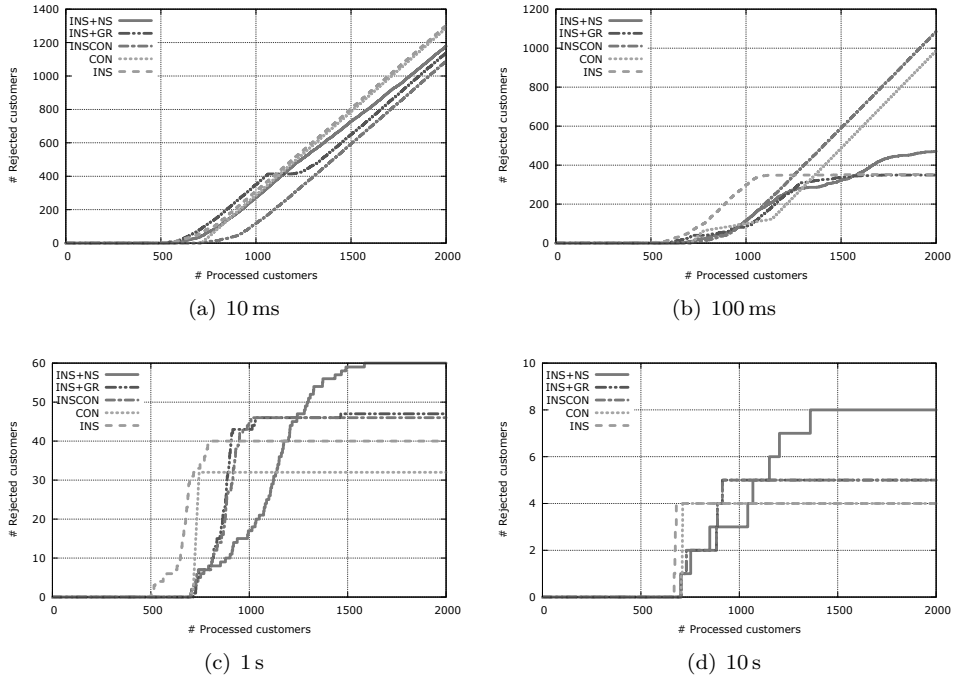 1400
1200
1000
800
600
400
200
0
# Rejected customers
INS+NS
INS+GR
INSCON
CON
INS
0 500 1000 1500 2000
# Processed customers
(a) 10 ms
1200
1000
800
600
400
200
0
# Rejected customers
INS+NS
INS+GR
INSCON
CON
INS
0 500 1000 1500 2000
# Processed customers
(b) 100 ms
60
50
40
30
20
10
0
# Rejected customers
INS+NS
INS+GR
INSCON
CON
INS
0 500 1000 1500 2000
# Processed customers
(c) 1 s
10
8
6
4
2
0
# Rejected customers
INS+NS
INS+GR
INSCON
CON
INS
0 500 1000 1500 2000
# Processed customers
(d) 10 s